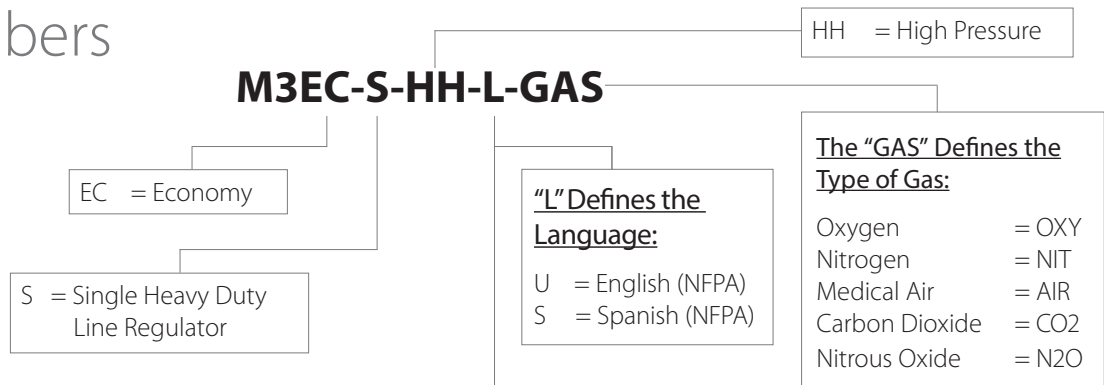 bers
HH = High Pressure
M3EC-S-HH-L-GAS
EC = Economy
S = Single Heavy Duty
Line Regulator
"L" Defines the
Language:
U = English (NFPA)
S = Spanish (NFPA)
The “GAS” Defines the
Type of Gas:
Oxygen = OXY
Nitrogen = NIT
Medical Air = AIR
Carbon Dioxide = CO2
Nitrous Oxide = N2O